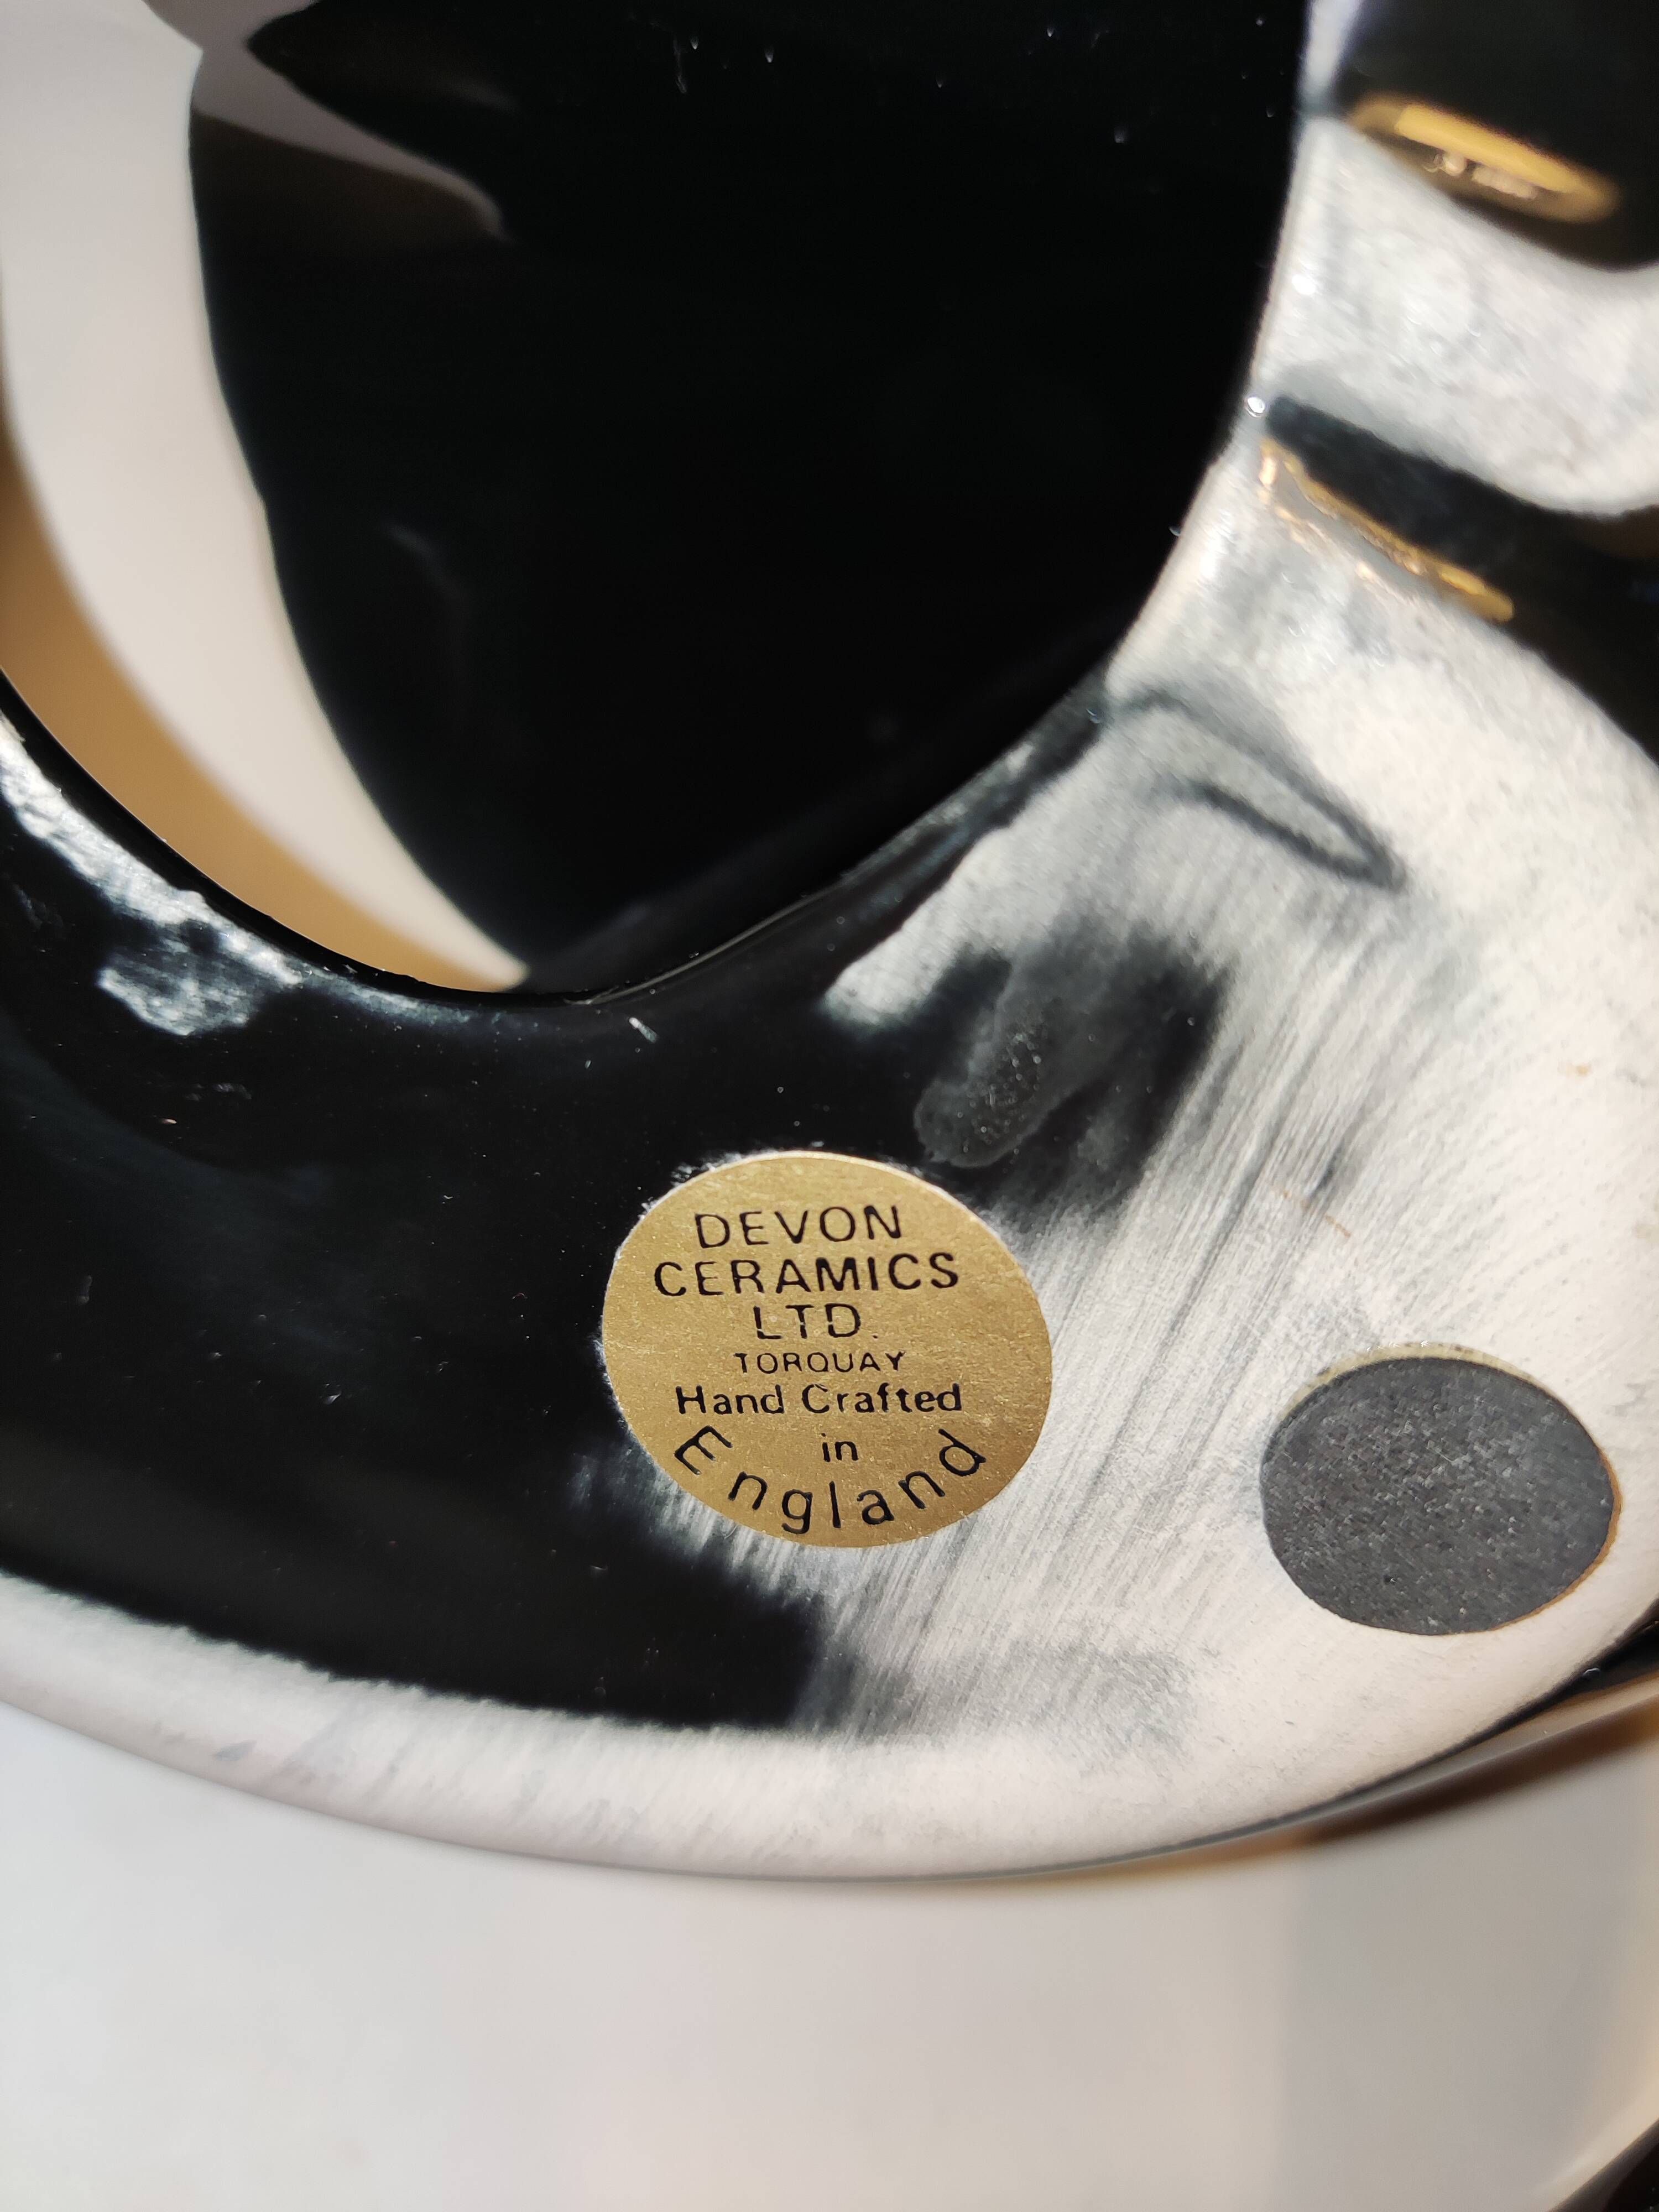 DEVON
CERAMICS
LTD.
TORQUAY
Hand Crafted
in
England